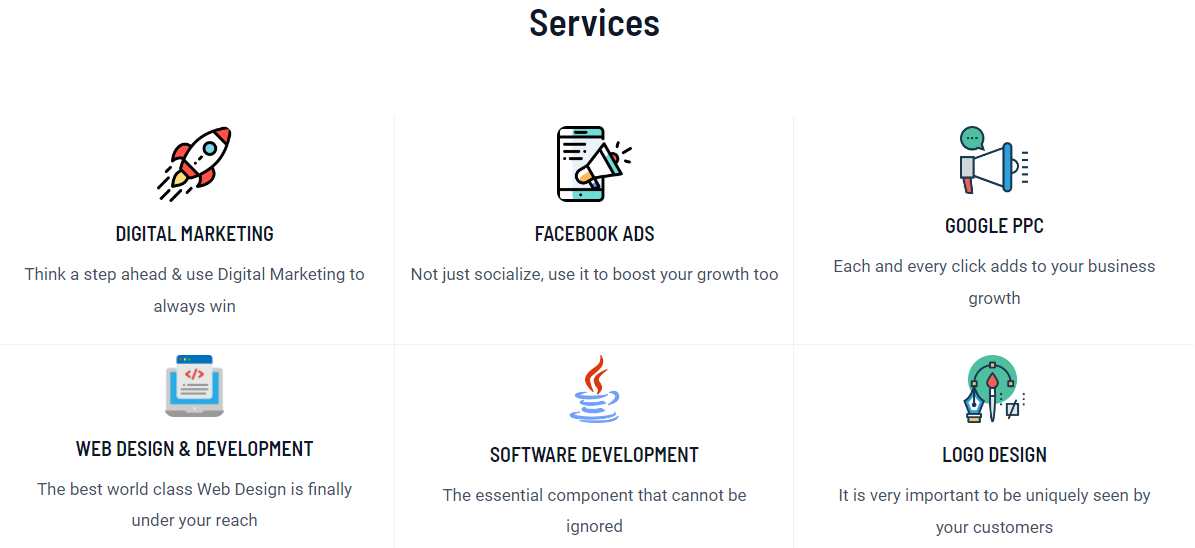 Services
DIGITAL MARKETING
Think a step ahead & use Digital Marketing to
always win
FACEBOOK ADS
Not just socialize, use it to boost your growth too
GOOGLE PPC
Each and every click adds to your business
growth
</>
WEB DESIGN & DEVELOPMENT
The best world class Web Design is finally
under your reach
SOFTWARE DEVELOPMENT
The essential component that cannot be
ignored
LOGO DESIGN
It is very important to be uniquely seen by
your customers